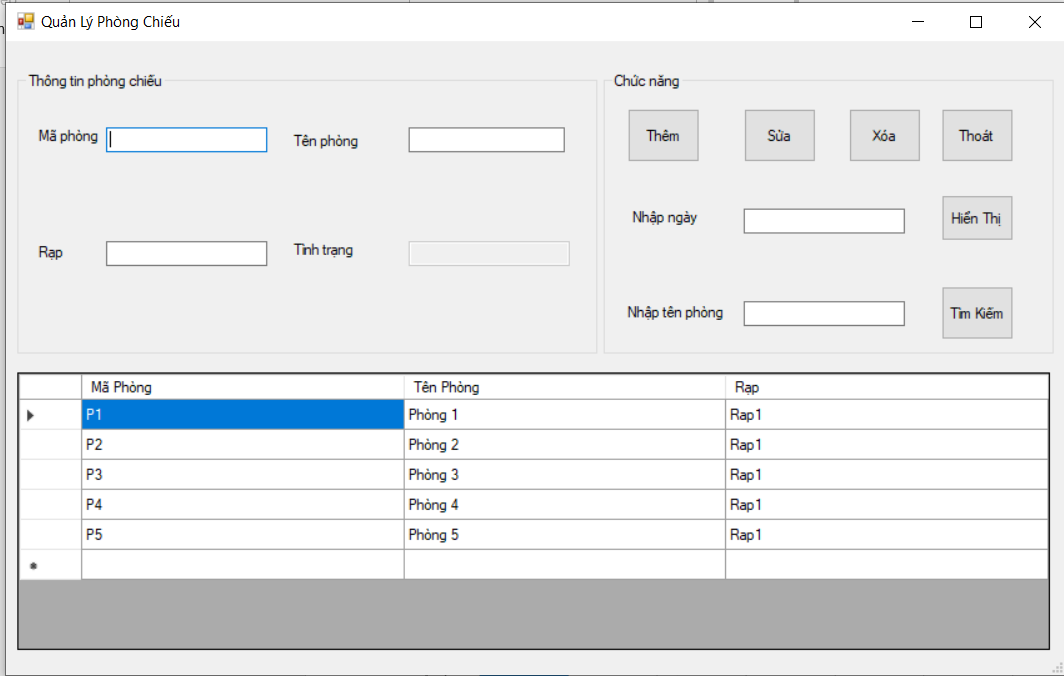 Quản Lý Phòng Chiếu
Thông tin phòng chiếu
Mã phòng
Tên phòng
Rạp
Tình trạng
Chức năng
Thêm
Sửa
Xóa
Thoát
Nhập ngày
Hiển Thị
Nhập tên phòng
Tìm Kiếm
Mã Phòng Tên Phòng Rạp
P1 Phòng 1 Rap1
P2 Phòng 2 Rap1
P3 Phòng 3 Rap1
P4 Phòng 4 Rap1
P5 Phòng 5 Rap1